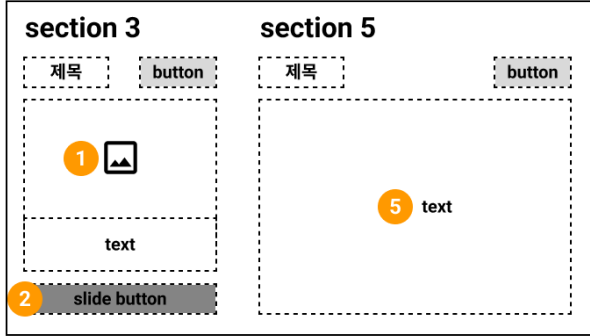 section 3
제목
button
1
text
2
slide button
section 5
제목
button
5
text